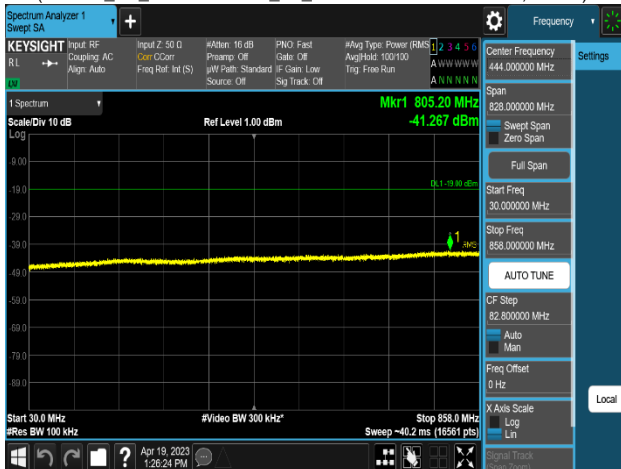 Spectrum Analyzer 1
Swept SA
+
Frequency
KEYSIGHT
RL
Input: RF
Coupling: AC
Align: Auto
Input Z: 50 Ω
Corr CCorr
Freq Ref: Int (S)
#Atten: 16 dB
Preamp: Off
µW Path: Standard
Source: Off
PNO: Fast
Gate: Off
IF Gain: Low
Sig Track: Off
#Avg Type: Power (RMS
Avg|Hold: 100/100
Trig: Free Run
1 2 3 4 5 6
A W W W W W
A N N N N N
1 Spectrum
Scale/Div 10 dB
Log
Ref Level 1.00 dBm
Mkr1 805.20 MHz
-41.267 dBm
-9.00
-19.0
-29.0
-39.0
-49.0
-59.0
-69.0
-79.0
-89.0
DL1 -19.00 dBm
1
RMS
Start 30.0 MHz
#Res BW 100 kHz
#Video BW 300 kHz*
Stop 858.0 MHz
Sweep ~40.2 ms (16561 pts)
Apr 19, 2023
1:26:24 PM
Center Frequency
444.000000 MHz
Span
828.000000 MHz
Swept Span
Zero Span
Full Span
Start Freq
30.000000 MHz
Stop Freq
858.000000 MHz
AUTO TUNE
CF Step
82.800000 MHz
Auto
Man
Freq Offset
0 Hz
X Axis Scale
Log
Lin
Signal Track
(Span Zoom)
Settings
Local